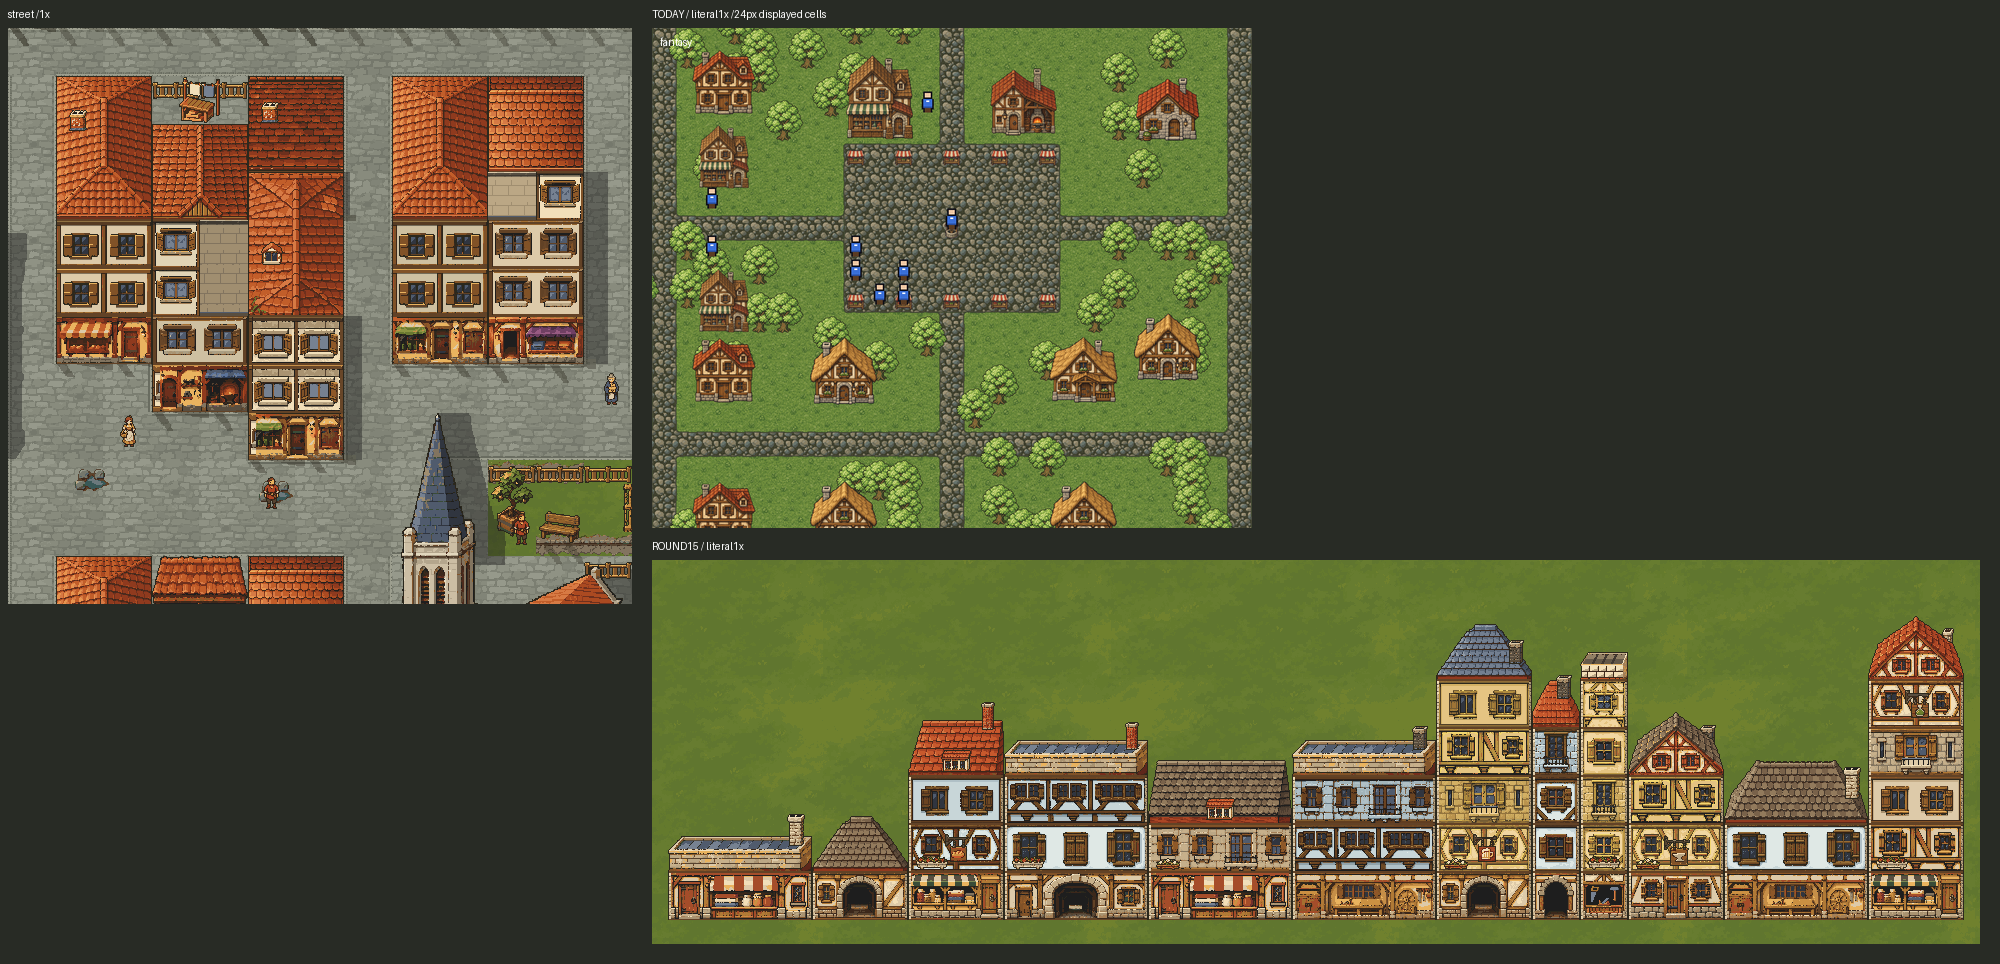 street /1x
TODAY / literal1x /24px displayed cells
fantasy
ROUND15 / literal1x